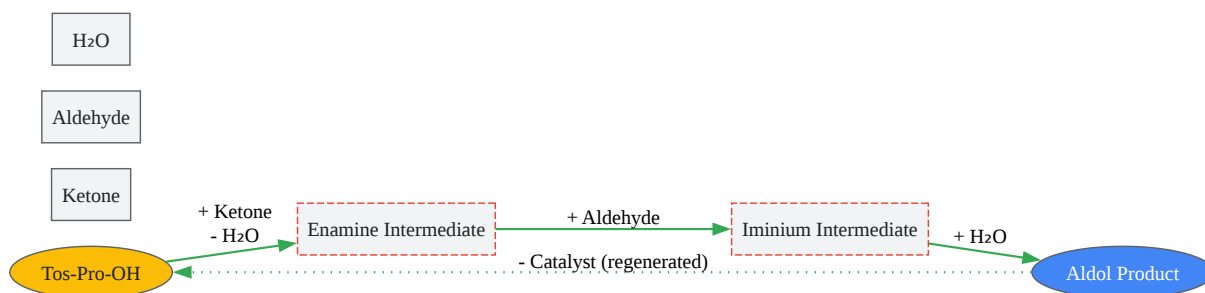 H₂O
Aldehyde
Ketone
+ Ketone
- H₂O
Enamine Intermediate
+ Aldehyde
Iminium Intermediate
+ H₂O
Tos-Pro-OH
- Catalyst (regenerated)
Aldol Product